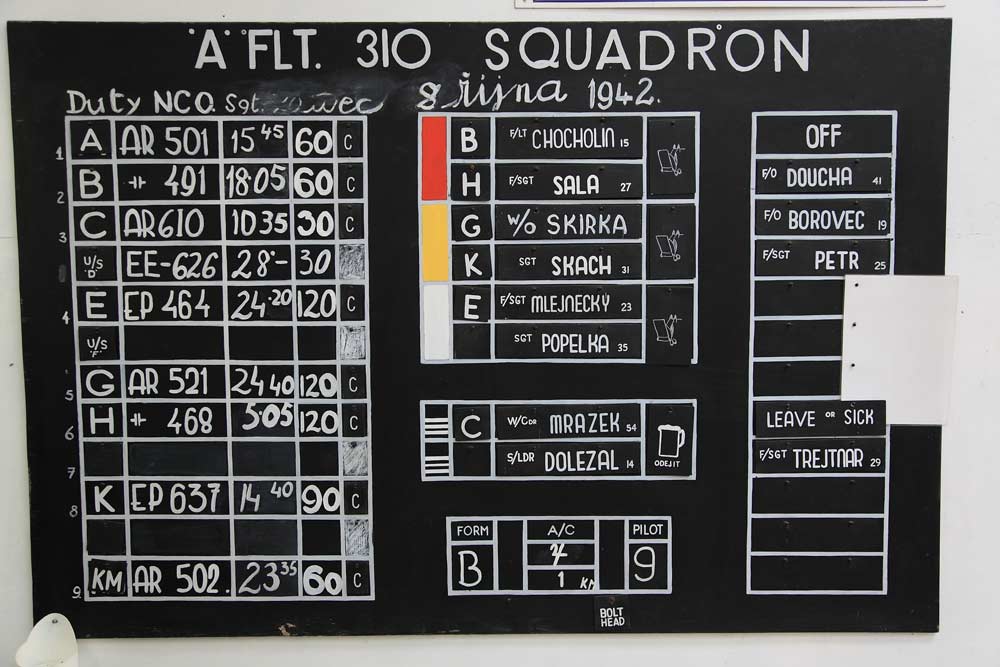 "A" FLT. 310 SQUADRON
Duty NCO. Sgt.
8 října 1942.
1 A AR 501 15 45 60 C
2 B -||- 491 18·05 60 C
3 C AR610 10 35 30 C
U/S "D" EE-626 28·- 30
4 E EP 464 24·20 120 C
U/S "F"
5 G AR 521 24 40 120 C
6 H -||- 468 5·05 120 C
7
8 K EP 637 14 40 90 C
9 KM AR 502. 23 35 60 C
B F/LT CHOCHOLIN 15
H F/SGT SALA 27
G W/O SKIRKA
K SGT SKACH 31
E F/SGT MLEJNECKY 23
SGT POPELKA 35
C W/CDR MRAZEK 54
S/LDR DOLEZAL 14
ODEJIT
FORM A/C PILOT
B 9
1 KM
BOLT
HEAD
OFF
F/O DOUCHA 41
F/O BOROVEC 19
F/SGT PETR 25
LEAVE OR SICK
F/SGT TREJTNAR 29